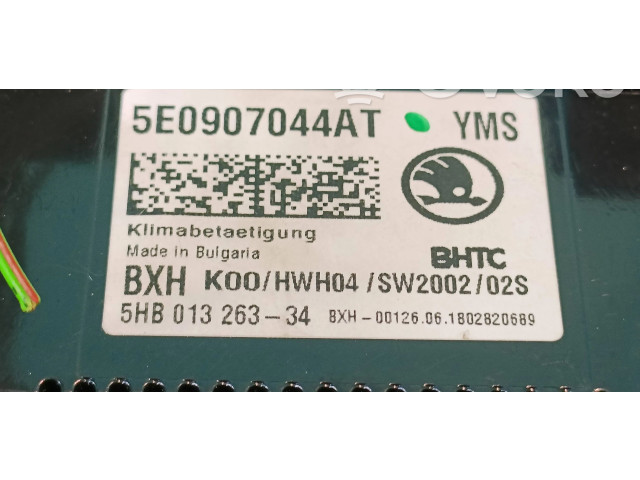 5E0907044AT YMS
Klimabetaetigung
Made in Bulgaria
BHTC
BXH K00/HWH04/SW2002/02S
5HB 013 263-34 BXH-00126.06.1802820689